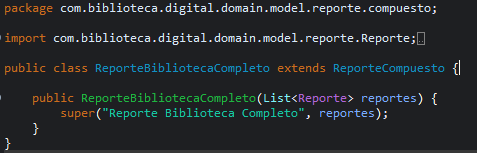 package com.biblioteca.digital.domain.model.reporte.compuesto;
import com.biblioteca.digital.domain.model.reporte.Reporte;
public class ReporteBibliotecaCompleto extends ReporteCompuesto {
public ReporteBibliotecaCompleto(List<Reporte> reportes) {
super("Reporte Biblioteca Completo", reportes);
}
}